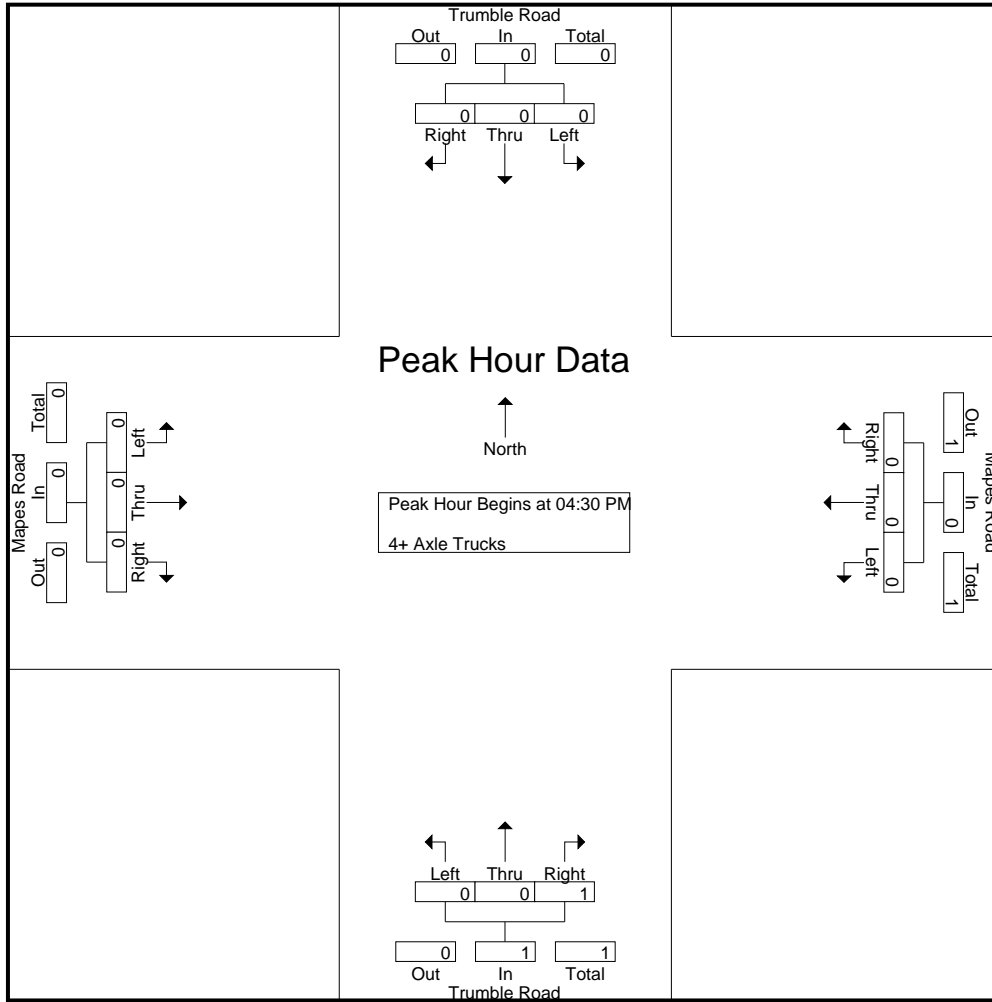 Trumble Road
Out In Total
0 0 0
0 0 0
Right Thru Left
Peak Hour Data
North
Peak Hour Begins at 04:30 PM
4+ Axle Trucks
Mapes Road
Out In Total
0 0 0
0 0 0
Right Thru Left
Mapes Road
Out In Total
1 0 1
0 0 0
Right Thru Left
Left Thru Right
0 0 1
0 1 1
Out In Total
Trumble Road